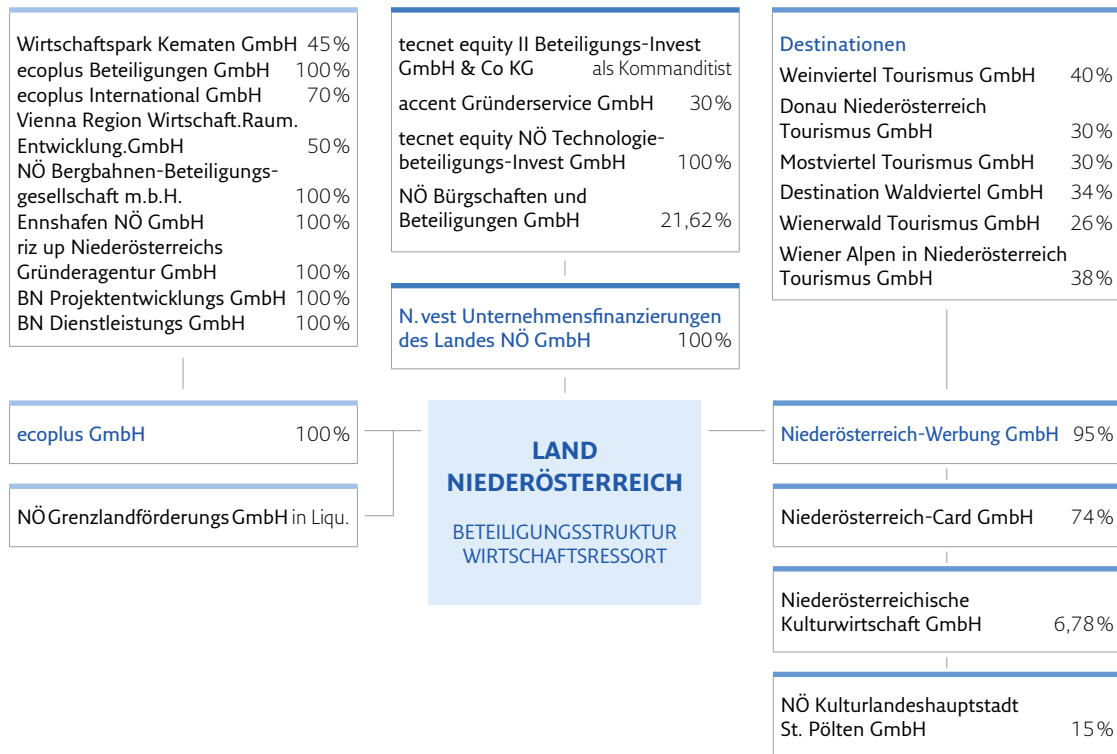 Wirtschaftspark Kematen GmbH 45%
ecoplus Beteiligungen GmbH 100%
ecoplus International GmbH 70%
Vienna Region Wirtschaft.Raum.
Entwicklung.GmbH 50%
NÖ Bergbahnen-Beteiligungs-
gesellschaft m.b.H. 100%
Ennshafen NÖ GmbH 100%
riz up Niederösterreichs
Gründeragentur GmbH 100%
BN Projektentwicklungs GmbH 100%
BN Dienstleistungs GmbH 100%
ecoplus GmbH 100%
NÖ Grenzlandförderungs GmbH in Liqu.
tecnet equity II Beteiligungs-Invest
GmbH & Co KG als Kommanditist
accent Gründerservice GmbH 30%
tecnet equity NÖ Technologie-
beteiligungs-Invest GmbH 100%
NÖ Bürgschaften und
Beteiligungen GmbH 21,62%
N.vest Unternehmensfinanzierungen
des Landes NÖ GmbH 100%
LAND
NIEDERÖSTERREICH
BETEILIGUNGSSTRUKTUR
WIRTSCHAFTSRESSORT
Destinationen
Weinviertel Tourismus GmbH 40%
Donau Niederösterreich
Tourismus GmbH 30%
Mostviertel Tourismus GmbH 30%
Destination Waldviertel GmbH 34%
Wienerwald Tourismus GmbH 26%
Wiener Alpen in Niederösterreich
Tourismus GmbH 38%
Niederösterreich-Werbung GmbH 95%
Niederösterreich-Card GmbH 74%
Niederösterreichische
Kulturwirtschaft GmbH 6,78%
NÖ Kulturlandeshauptstadt
St. Pölten GmbH 15%